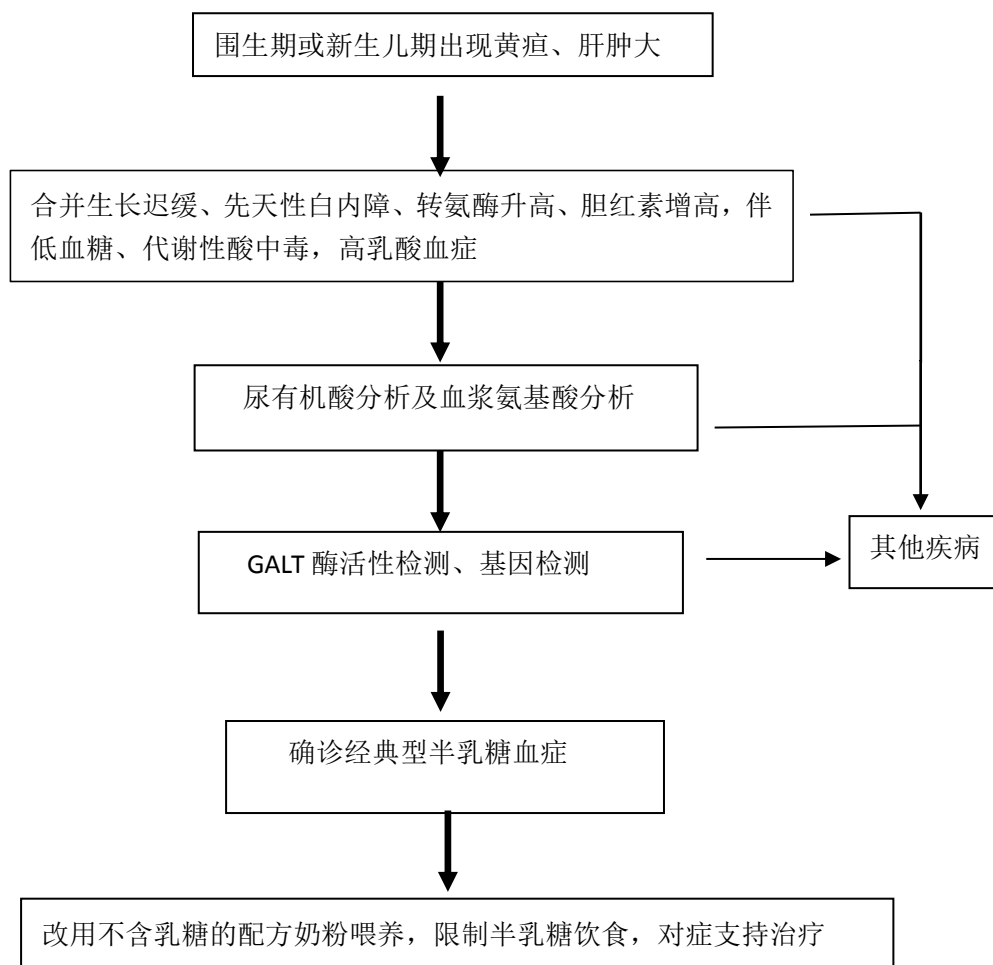 围生期或新生儿期出现黄疸、肝肿大
合并生长迟缓、先天性白内障、转氨酶升高、胆红素增高，伴
低血糖、代谢性酸中毒，高乳酸血症
尿有机酸分析及血浆氨基酸分析
GALT 酶活性检测、基因检测
其他疾病
确诊经典型半乳糖血症
改用不含乳糖的配方奶粉喂养，限制半乳糖饮食，对症支持治疗